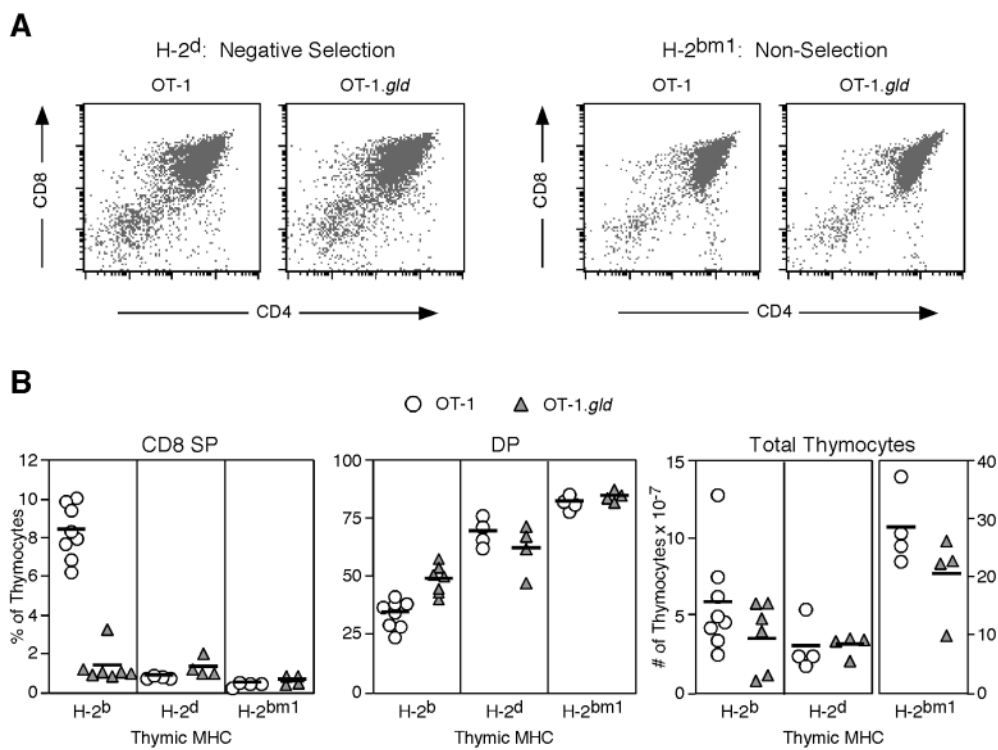 A
H-2d: Negative Selection
H-2bm1: Non-Selection
OT-1
OT-1.gld
OT-1
OT-1.gld
CD8
CD8
CD4
CD4
B
OT-1
OT-1.gld
CD8 SP
DP
Total Thymocytes
% of Thymocytes
12
10
8
6
4
2
0
100
75
50
25
0
# of Thymocytes x 10-7
15
10
5
0
40
30
20
10
0
H-2b
H-2d
H-2bm1
H-2b
H-2d
H-2bm1
H-2b
H-2d
H-2bm1
Thymic MHC
Thymic MHC
Thymic MHC